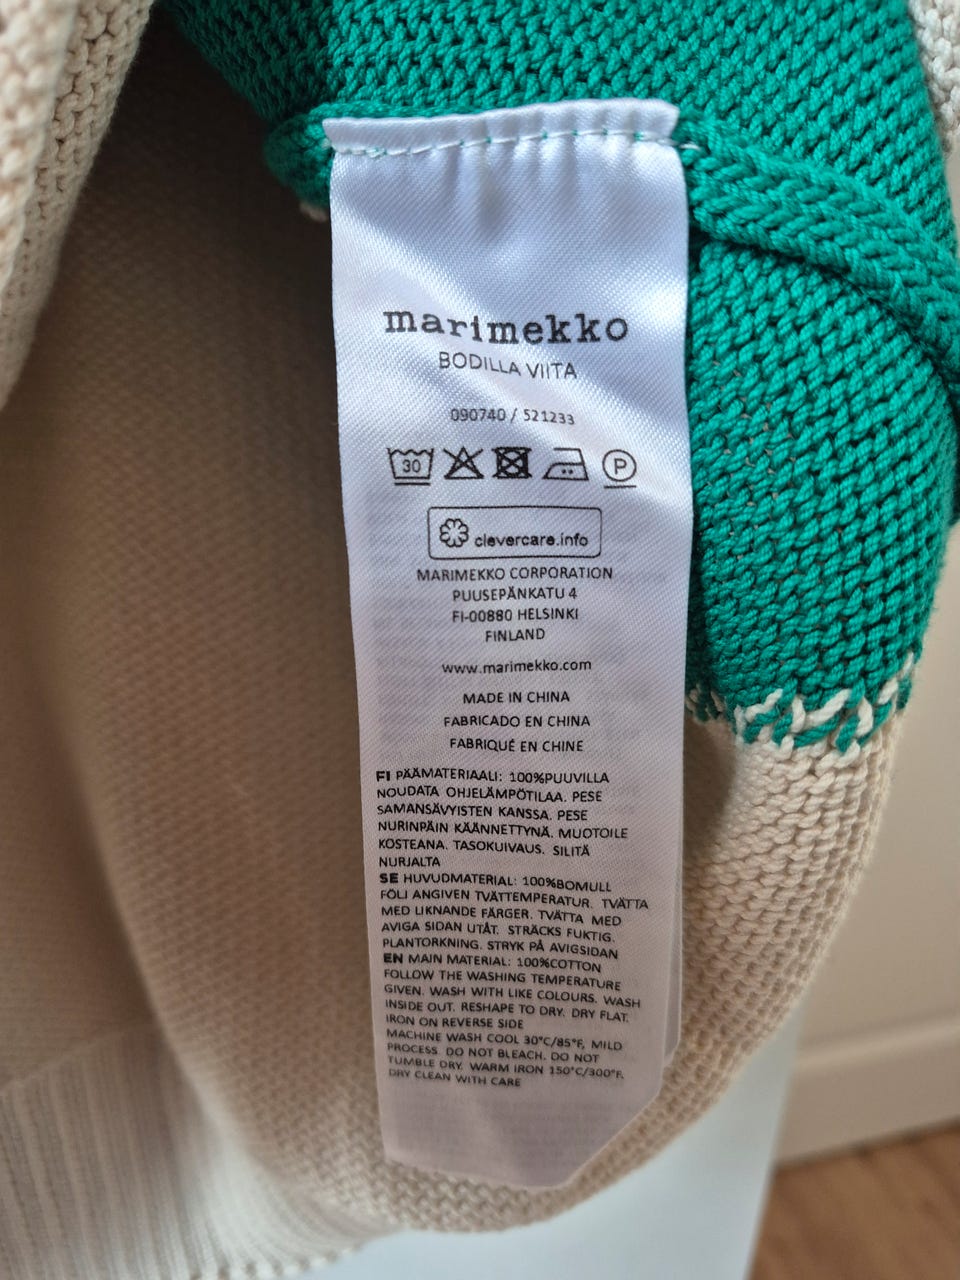 marimekko
BODILLA VIITA
090740 / 521233
30 P
clevercare.info
MARIMEKKO CORPORATION
PUUSEPÄNKATU 4
FI-00880 HELSINKI
FINLAND
www.marimekko.com
MADE IN CHINA
FABRICADO EN CHINA
FABRIQUÉ EN CHINE
FI PÄÄMATERIAALI: 100%PUUVILLA
NOUDATA OHJELÄMPÖTILAA. PESE
SAMANSÄVYISTEN KANSSA. PESE
NURINPÄIN KÄÄNNETTYNÄ. MUOTOILE
KOSTEANA. TASOKUIVAUS. SILITÄ
NURJALTA
SE HUVUDMATERIAL: 100%BOMULL
FÖLJ ANGIVEN TVÄTTEMPERATUR. TVÄTTA
MED LIKNANDE FÄRGER. TVÄTTA MED
AVIGA SIDAN UTÅT. STRÄCKS FUKTIG.
PLANTORKNING. STRYK PÅ AVIGSIDAN
EN MAIN MATERIAL: 100%COTTON
FOLLOW THE WASHING TEMPERATURE
GIVEN. WASH WITH LIKE COLOURS. WASH
INSIDE OUT. RESHAPE TO DRY. DRY FLAT.
IRON ON REVERSE SIDE
MACHINE WASH COOL 30°C/85°F, MILD
PROCESS. DO NOT BLEACH. DO NOT
TUMBLE DRY. WARM IRON 150°C/300°F.
DRY CLEAN WITH CARE